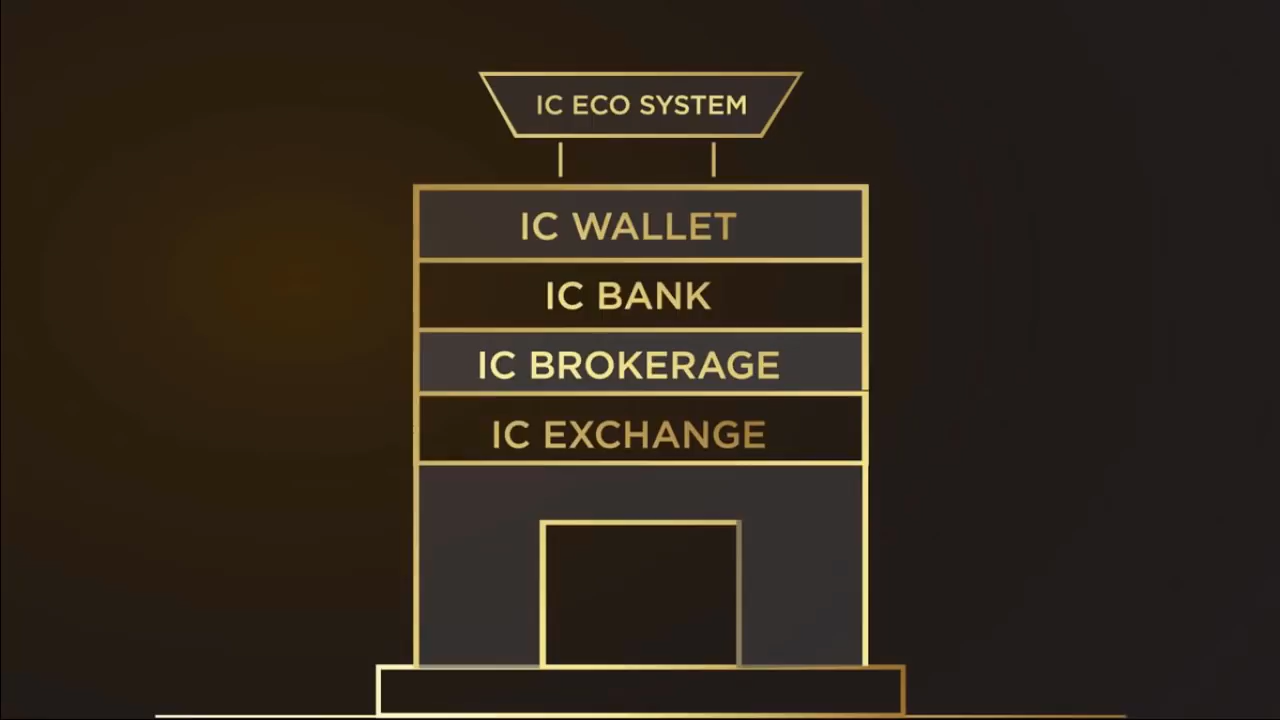 IC ECO SYSTEM
IC WALLET
IC BANK
IC BROKERAGE
IC EXCHANGE